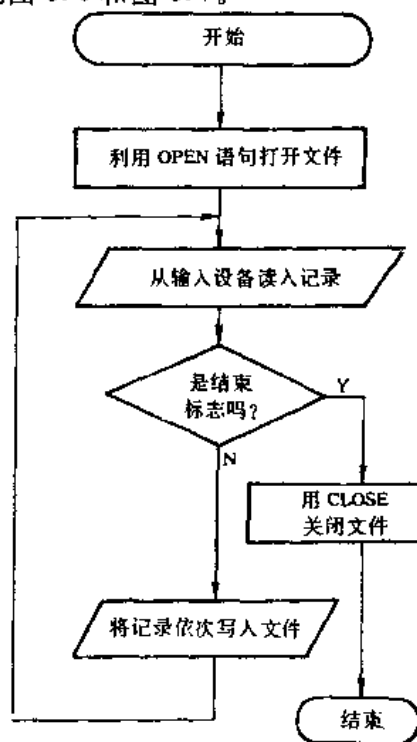 开始
利用 OPEN 语句打开文件
从输入设备读入记录
是结束
标志吗？
Y
N
用 CLOSE
关闭文件
将记录依次写入文件
结束